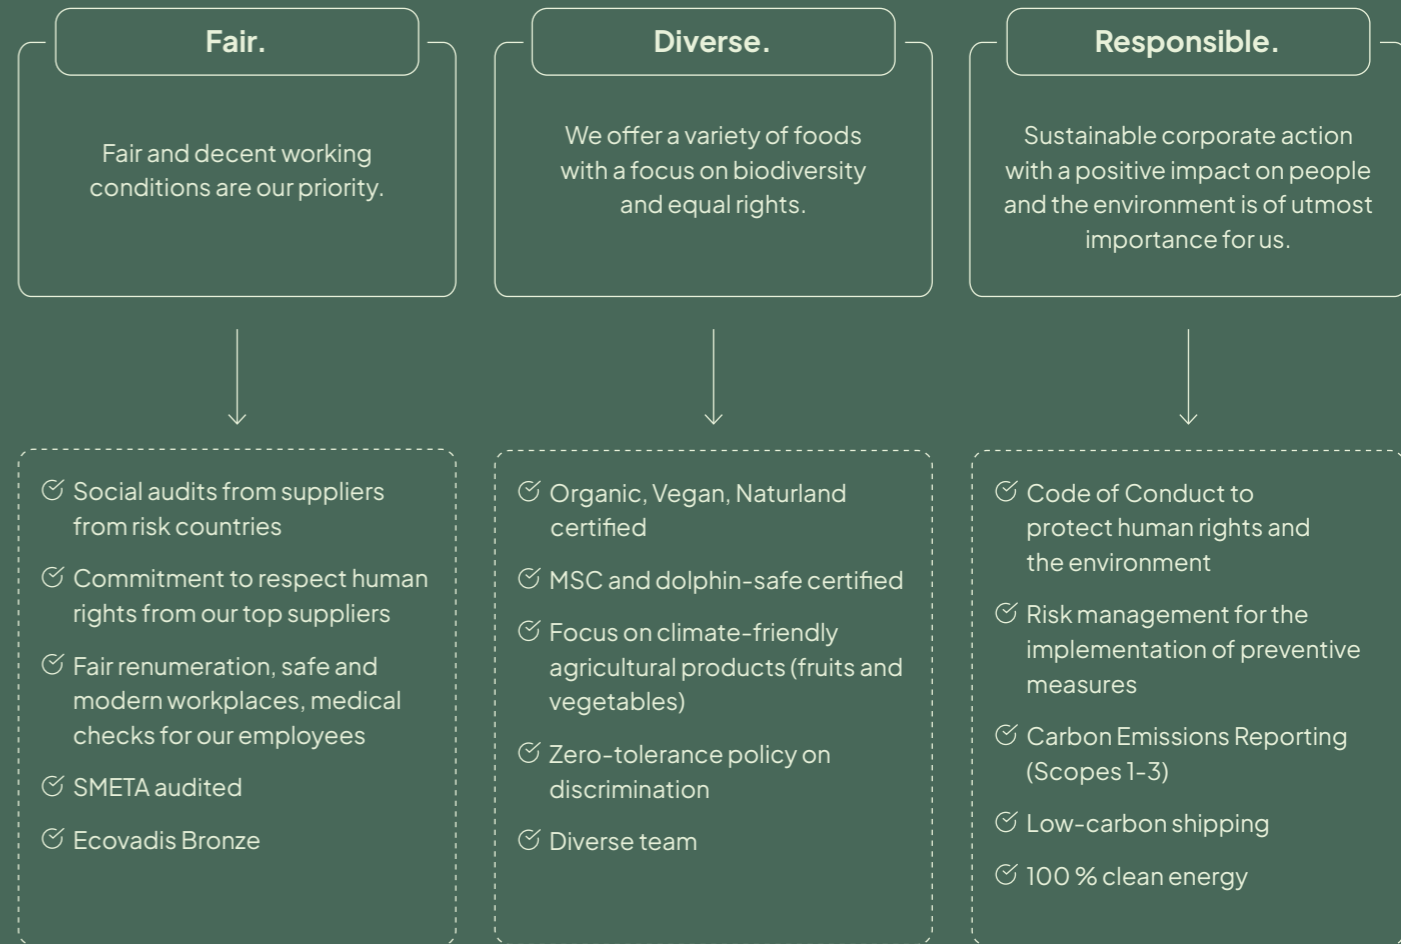 Fair.
Fair and decent working
conditions are our priority.
Social audits from suppliers
from risk countries
Commitment to respect human
rights from our top suppliers
Fair renumeration, safe and
modern workplaces, medical
checks for our employees
SMETA audited
Ecovadis Bronze
Diverse.
We offer a variety of foods
with a focus on biodiversity
and equal rights.
Organic, Vegan, Naturland
certified
MSC and dolphin-safe certified
Focus on climate-friendly
agricultural products (fruits and
vegetables)
Zero-tolerance policy on
discrimination
Diverse team
Responsible.
Sustainable corporate action
with a positive impact on people
and the environment is of utmost
importance for us.
Code of Conduct to
protect human rights and
the environment
Risk management for the
implementation of preventive
measures
Carbon Emissions Reporting
(Scopes 1-3)
Low-carbon shipping
100 % clean energy